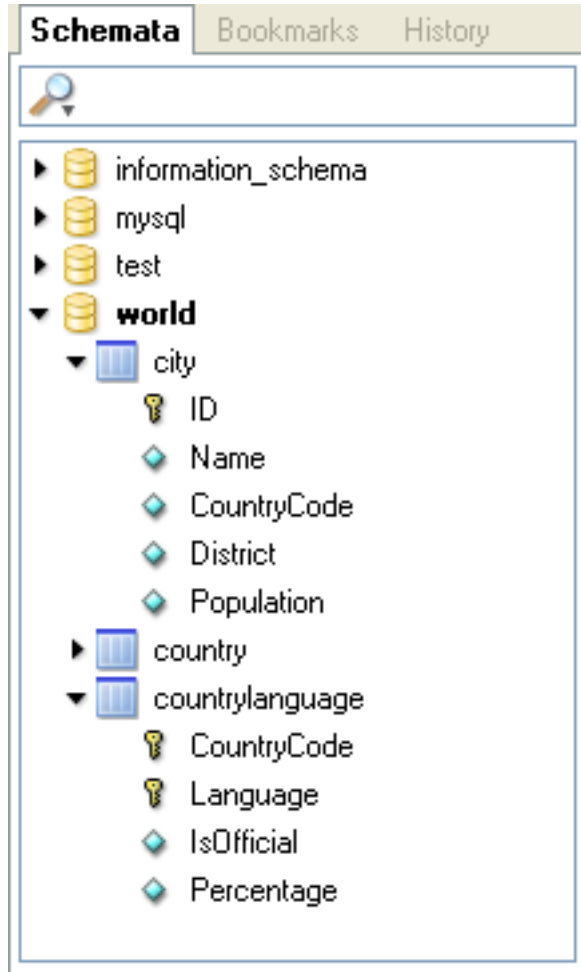 Schemata Bookmarks History
information_schema
mysql
test
world
city
ID
Name
CountryCode
District
Population
country
countrylanguage
CountryCode
Language
IsOfficial
Percentage